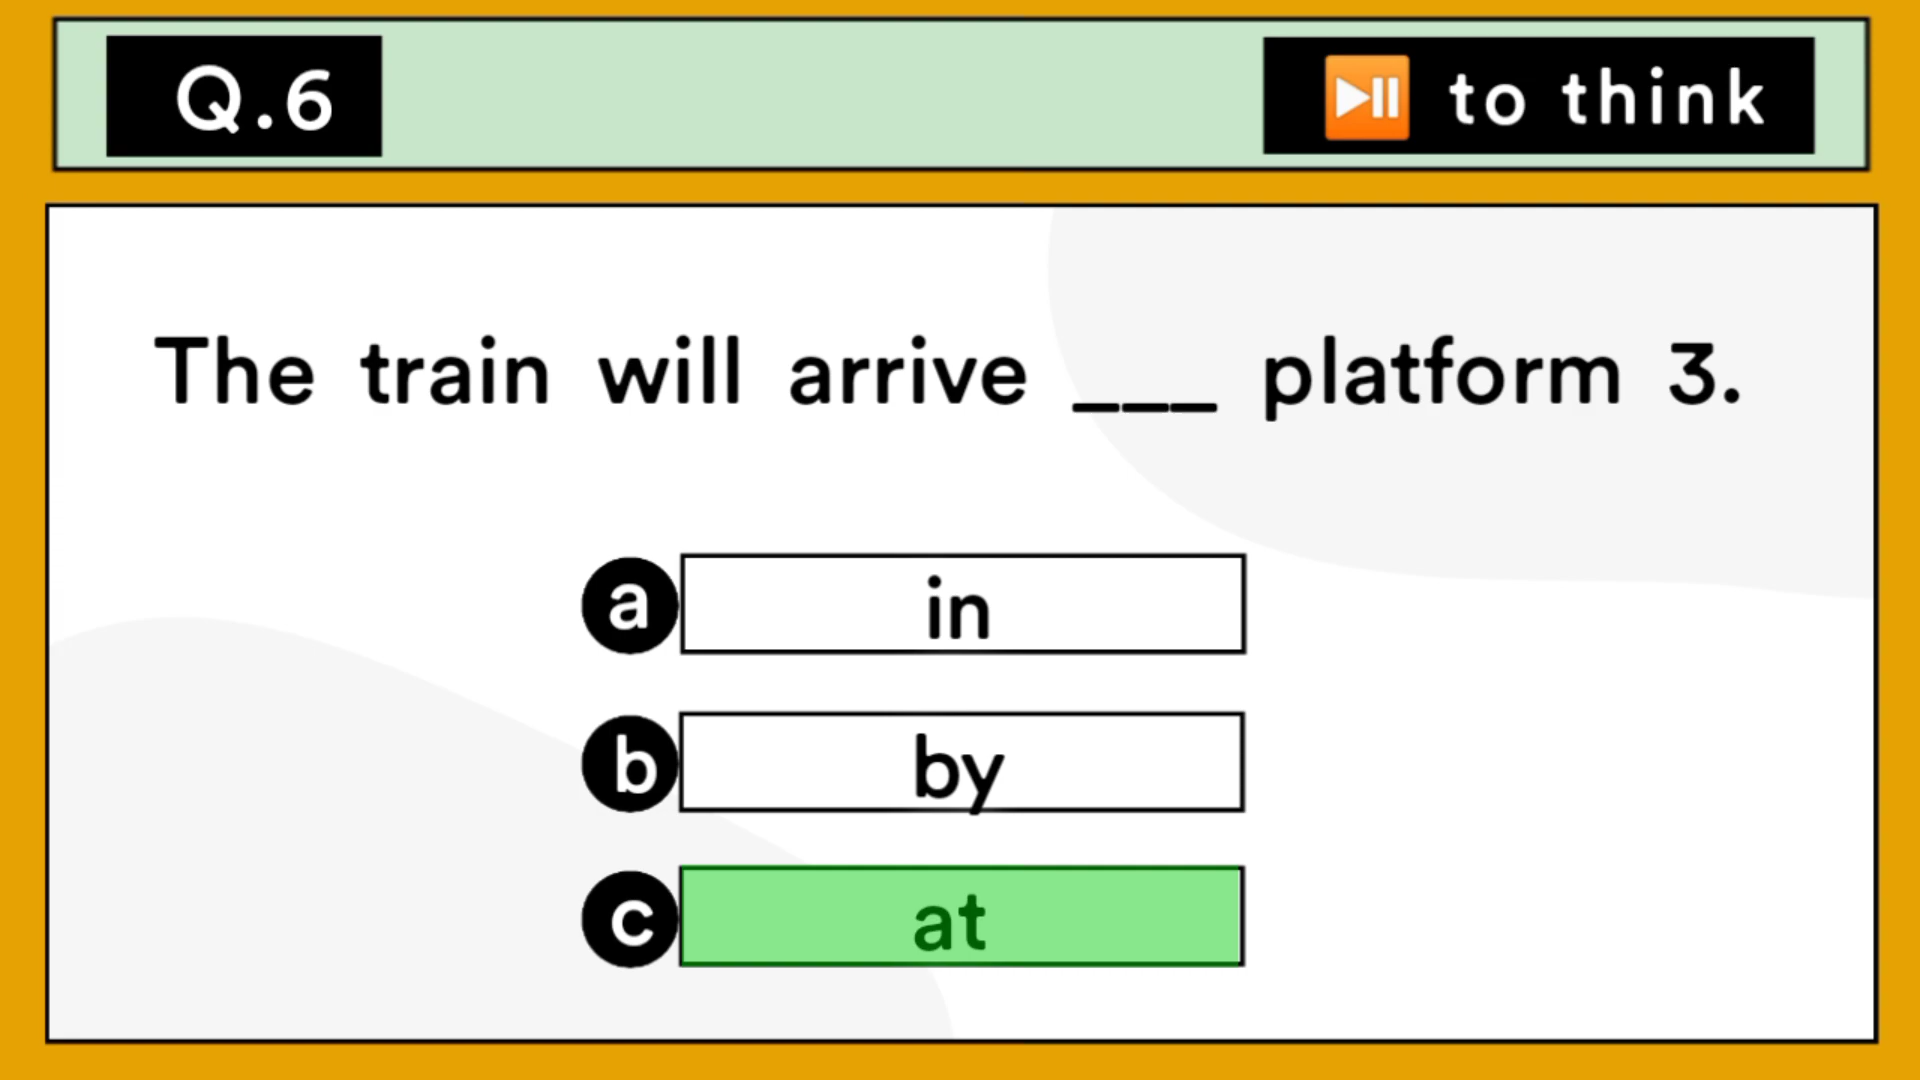 Q.6
⏯ to think
The train will arrive ___ platform 3.
a in
b by
c at